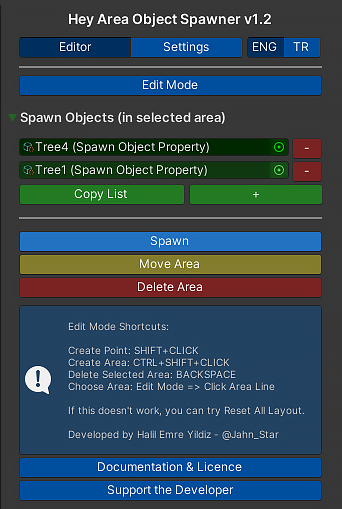 Hey Area Object Spawner v1.2
Editor Settings ENG TR
Edit Mode
Spawn Objects (in selected area)
Tree4 (Spawn Object Property) -
Tree1 (Spawn Object Property) -
Copy List +
Spawn
Move Area
Delete Area
Edit Mode Shortcuts:
Create Point: SHIFT+CLICK
Create Area: CTRL+SHIFT+CLICK
Delete Selected Area: BACKSPACE
Choose Area: Edit Mode => Click Area Line
If this doesn't work, you can try Reset All Layout.
Developed by Halil Emre Yildiz - @Jahn_Star
Documentation & Licence
Support the Developer